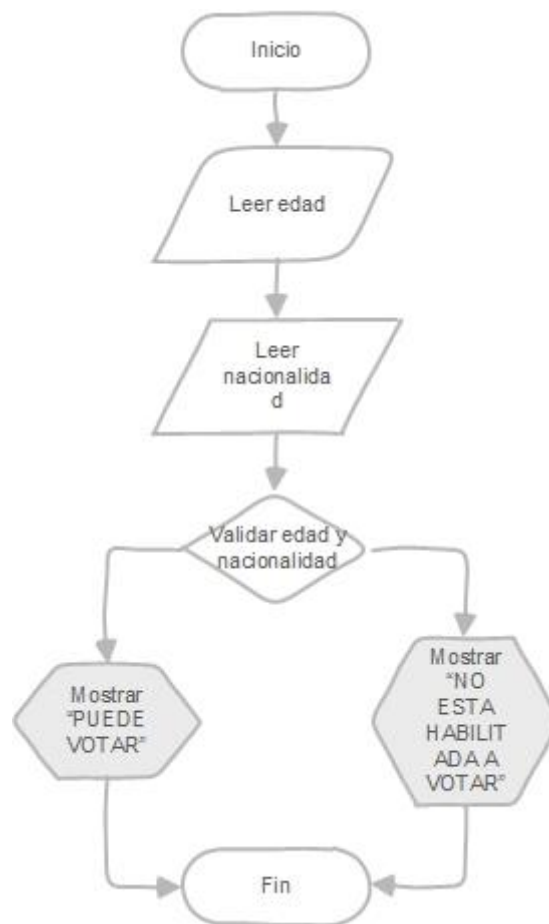 Inicio
Leer edad
Leer
nacionalida
d
Validar edad y
nacionalidad
Mostrar
“PUEDE
VOTAR”
Mostrar
“NO
ESTA
HABILIT
ADA A
VOTAR”
Fin